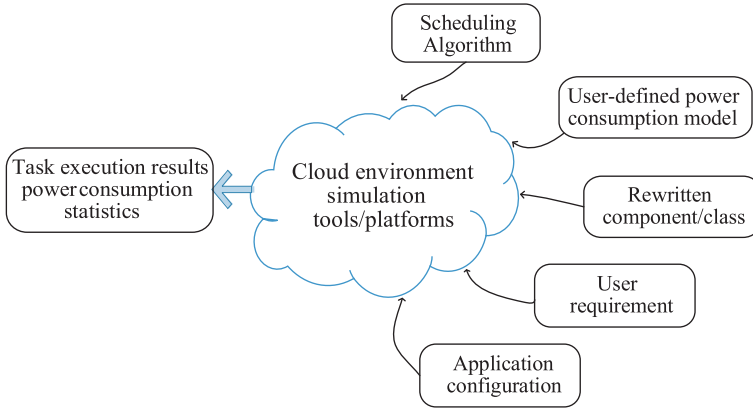 Scheduling
Algorithm
User-defined power
consumption model
Task execution results
power consumption
statistics
Cloud environment
simulation
tools/platforms
Rewritten
component/class
User
requirement
Application
configuration